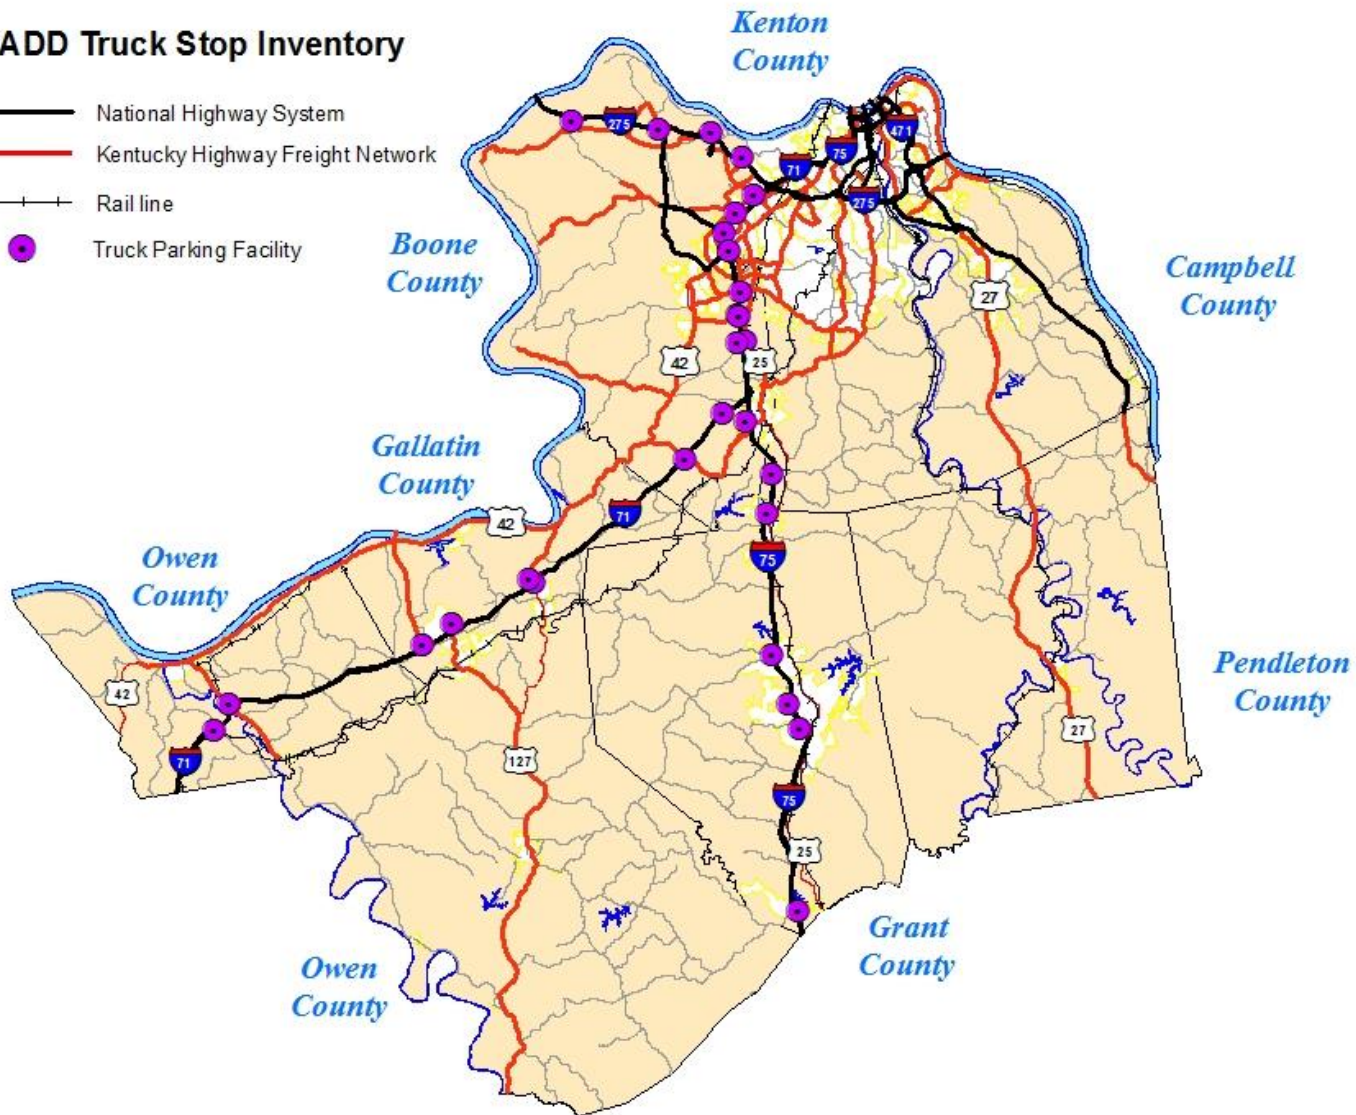 ADD Truck Stop Inventory
National Highway System
Kentucky Highway Freight Network
Rail line
Truck Parking Facility
Kenton
County
275
471
75
71
275
Boone
County
Campbell
County
27
42
25
Gallatin
County
71
42
75
Owen
County
42
Pendleton
County
27
127
71
75
25
Grant
County
Owen
County